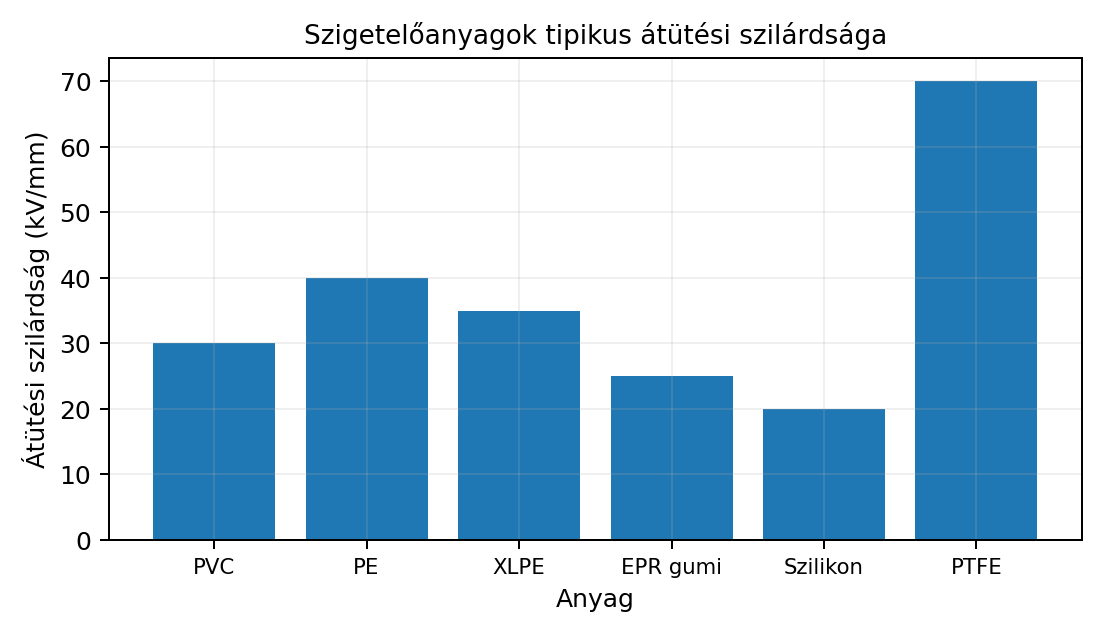 Szigetelőanyagok tipikus átütési szilárdsága
Átütési szilárdság (kV/mm)
70
60
50
40
30
20
10
0
PVC PE XLPE EPR gumi Szilikon PTFE
Anyag